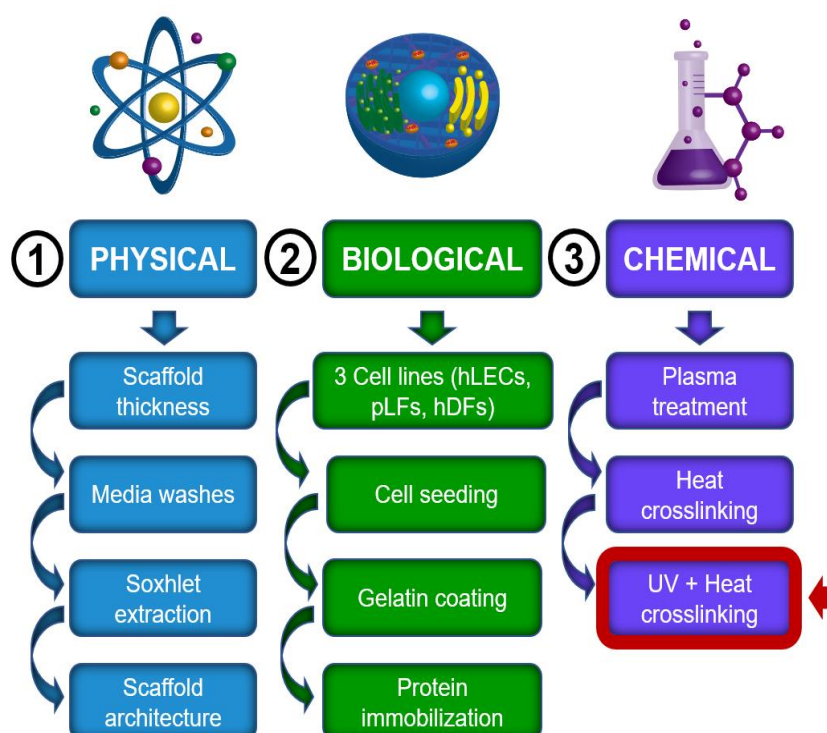 1 PHYSICAL
Scaffold
thickness
Media washes
Soxhlet
extraction
Scaffold
architecture
2 BIOLOGICAL
3 Cell lines (hLECs,
pLFs, hDFs)
Cell seeding
Gelatin coating
Protein
immobilization
3 CHEMICAL
Plasma
treatment
Heat
crosslinking
UV + Heat
crosslinking